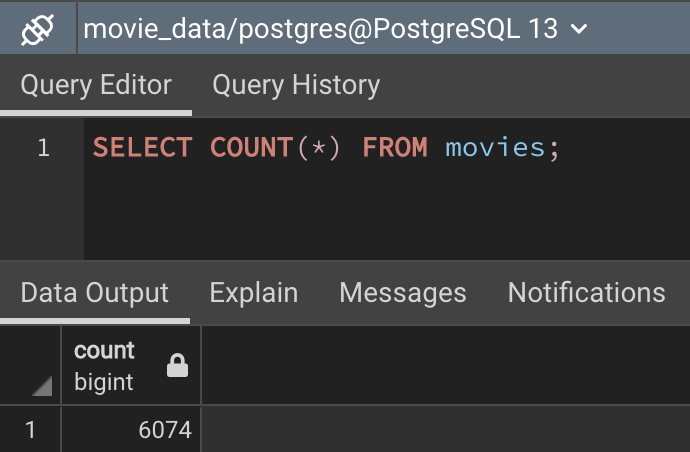 movie_data/postgres@PostgreSQL 13
Query Editor Query History
1 SELECT COUNT(*) FROM movies;
Data Output Explain Messages Notifications
count
bigint
1 6074